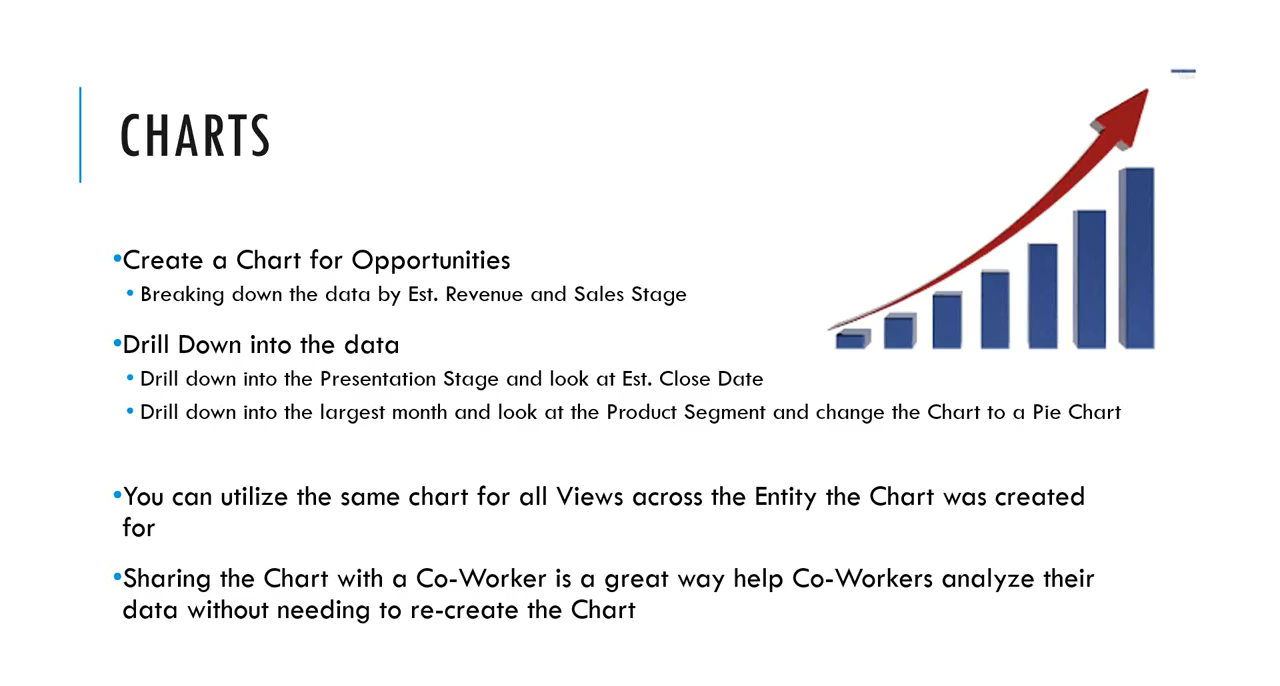 CHARTS
•Create a Chart for Opportunities
• Breaking down the data by Est. Revenue and Sales Stage
•Drill Down into the data
• Drill down into the Presentation Stage and look at Est. Close Date
• Drill down into the largest month and look at the Product Segment and change the Chart to a Pie Chart
•You can utilize the same chart for all Views across the Entity the Chart was created
for
•Sharing the Chart with a Co-Worker is a great way help Co-Workers analyze their
data without needing to re-create the Chart